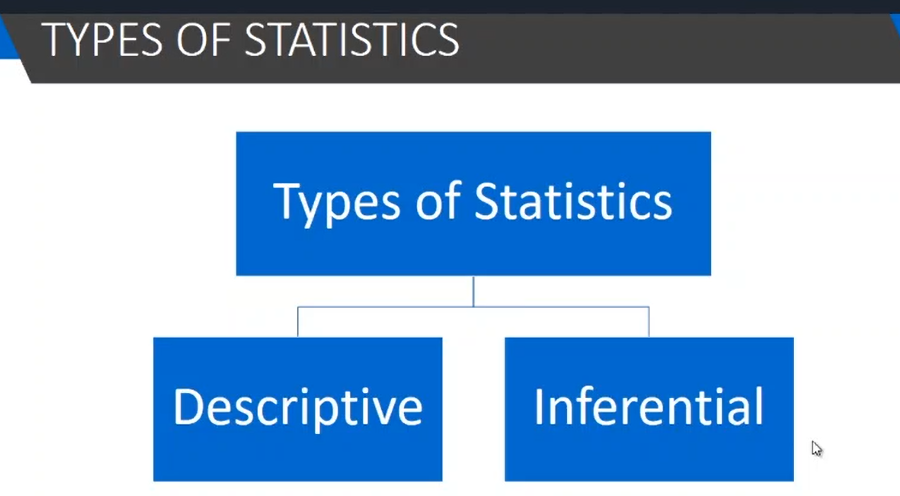 TYPES OF STATISTICS
Types of Statistics
Descriptive
Inferential